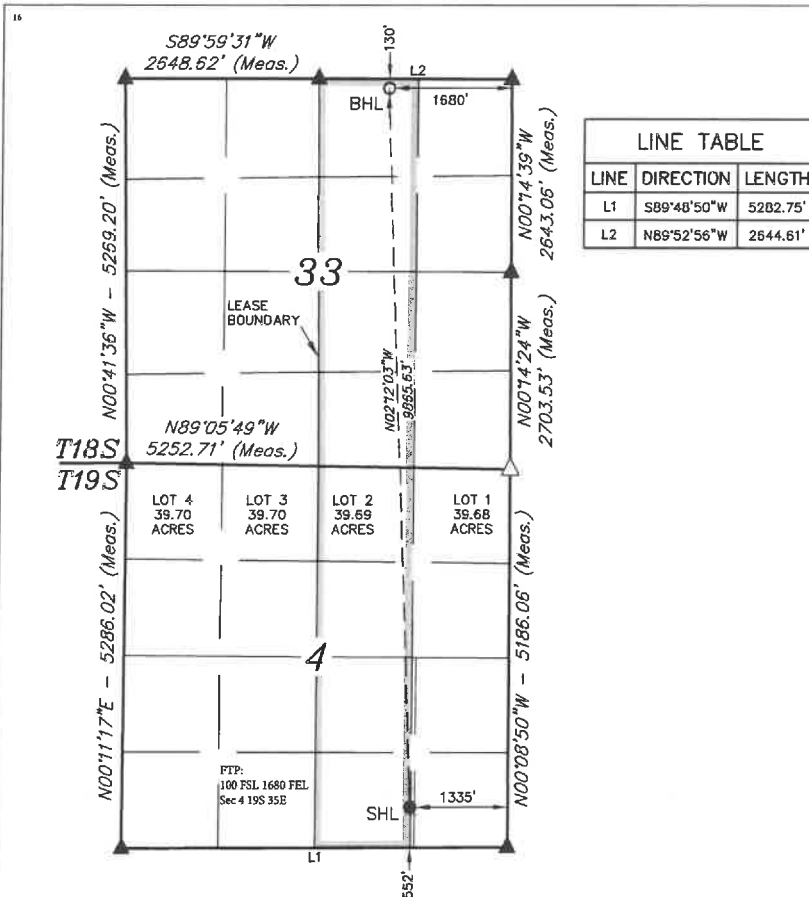 16
S89°59'31"W
2648.62' (Meas.)
130'
L2
BHL
1680'
N00°41'36"W - 5269.20' (Meas.)
N00°14'39"W
2643.06' (Meas.)
33
LEASE
BOUNDARY
N02°12'03"W
9865.63'
N00°14'24"W
2703.53' (Meas.)
N89°05'49"W
5252.71' (Meas.)
T18S
T19S
LOT 4
39.70
ACRES
LOT 3
39.70
ACRES
LOT 2
39.69
ACRES
LOT 1
39.68
ACRES
N00°11'17"E - 5286.02' (Meas.)
4
N00°08'50"W - 5186.06' (Meas.)
FTP:
100 FSL 1680 FEL
Sec 4 19S 35E
SHL
1335'
L1
552'
LINE TABLE
LINE DIRECTION LENGTH
L1 S89°48'50"W 5282.75'
L2 N89°52'56"W 2644.61'